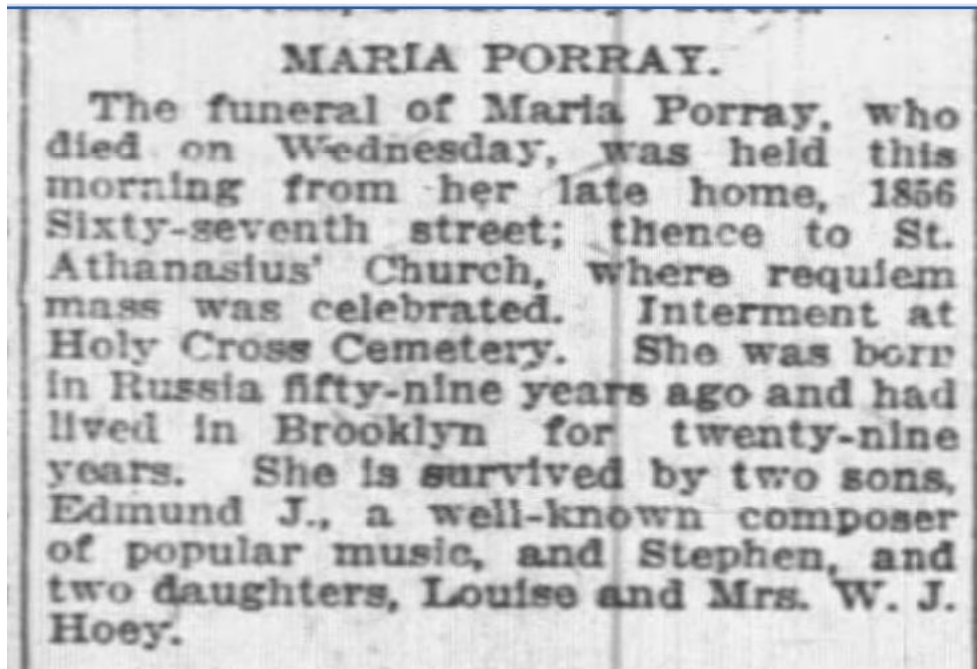 MARIA PORRAY.
The funeral of Maria Porray, who
died on Wednesday, was held this
morning from her late home, 1856
Sixty-seventh street; thence to St.
Athanasius' Church, where requiem
mass was celebrated. Interment at
Holy Cross Cemetery. She was born
in Russia fifty-nine years ago and had
lived in Brooklyn for twenty-nine
years. She is survived by two sons,
Edmund J., a well-known composer
of popular music, and Stephen, and
two daughters, Louise and Mrs. W. J.
Hoey.